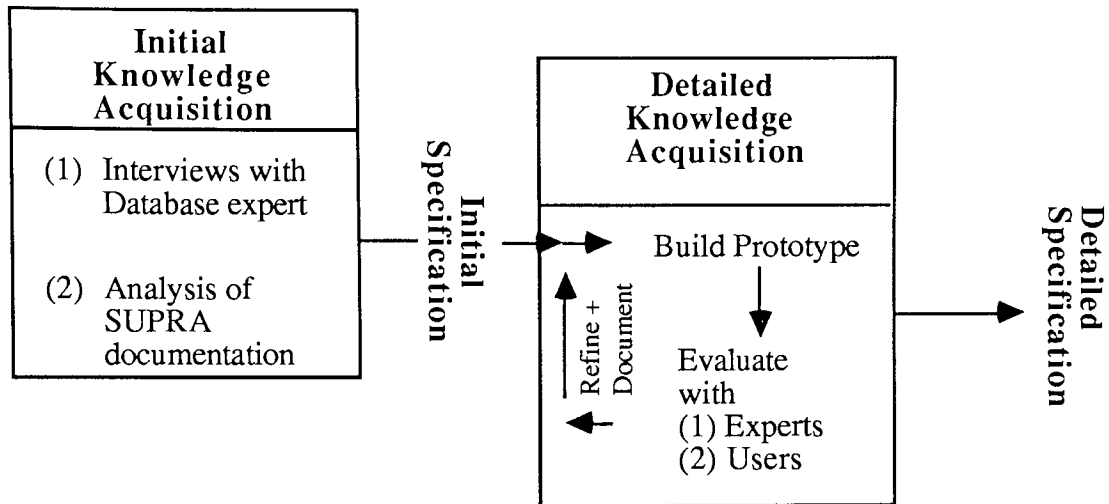 Initial
Knowledge
Acquisition
(1) Interviews with
Database expert
(2) Analysis of
SUPRA
documentation
Initial
Specification
Detailed
Knowledge
Acquisition
Build Prototype
Evaluate
with
(1) Experts
(2) Users
Refine +
Document
Detailed
Specification